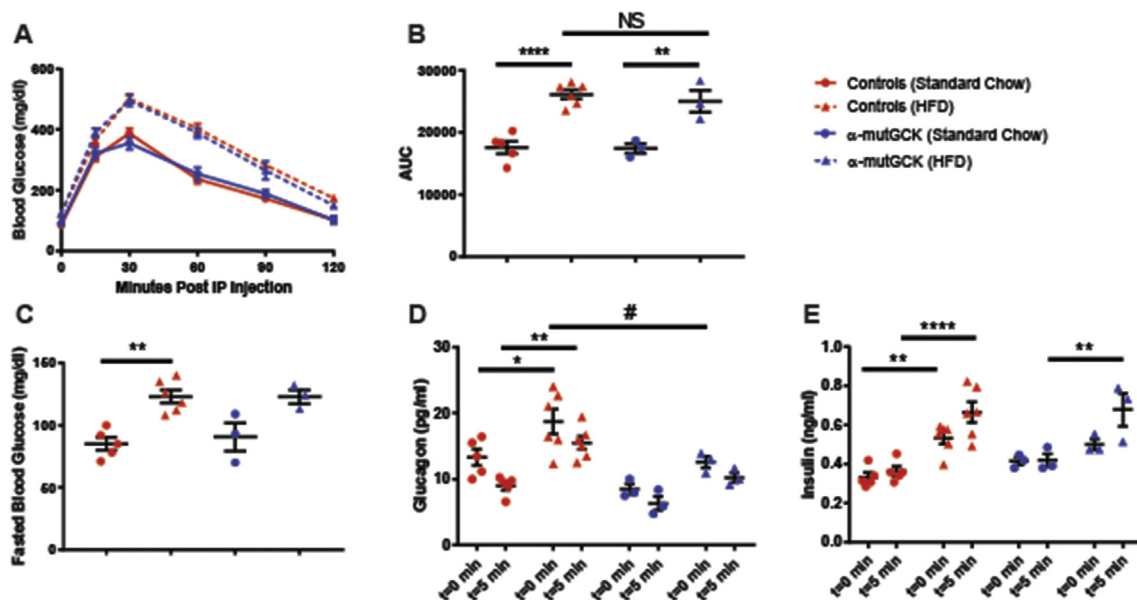 A
Blood Glucose (mg/dl)
600
400
200
0
0 30 60 90 120
Minutes Post IP Injection
B
NS
**** **
AUC
30000
20000
10000
0
Controls (Standard Chow)
Controls (HFD)
α-mutGCK (Standard Chow)
α-mutGCK (HFD)
C
**
Fasted Blood Glucose (mg/dl)
150
100
50
0
D
#
**
*
Glucagon (pg/ml)
30
20
10
0
t=0 min t=5 min t=0 min t=5 min t=0 min t=5 min t=0 min t=5 min
E
****
** **
Insulin (ng/ml)
1.0
0.8
0.6
0.4
0.2
0.0
t=0 min t=5 min t=0 min t=5 min t=0 min t=5 min t=0 min t=5 min